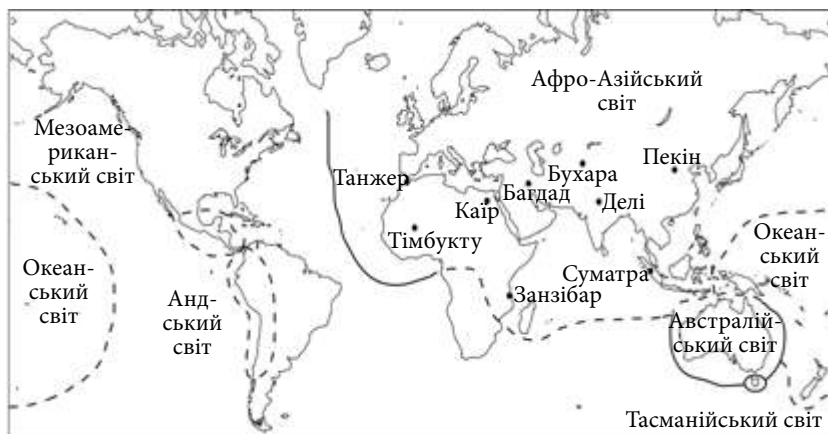 Афро-Азійський
світ
Мезоаме-
рикан-
ський світ
Танжер
Каїр
Багдад
Бухара
Делі
Пекін
Тімбукту
Океан-
ський
світ
Анд-
ський
світ
Занзібар
Суматра
Океан-
ський
світ
Австралій-
ський світ
Тасманійський світ